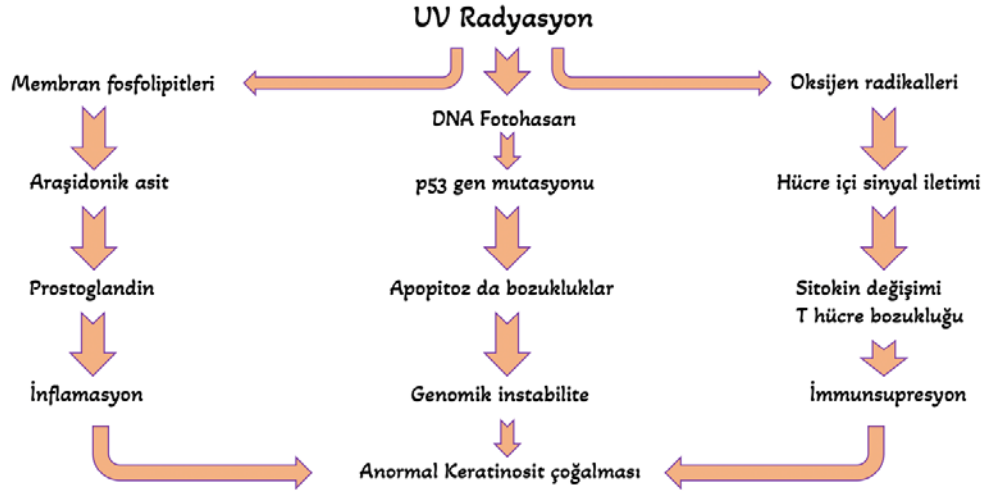 UV Radyasyon
Membran fosfolipitleri
Araşidonik asit
Prostoglandin
İnflamasyon
DNA Fotohasarı
p53 gen mutasyonu
Apopitoz da bozukluklar
Genomik instabilite
Oksijen radikalleri
Hücre içi sinyal iletimi
Sitokin değişimi
T hücre bozukluğu
İmmunsupresyon
Anormal Keratinosit çoğalması